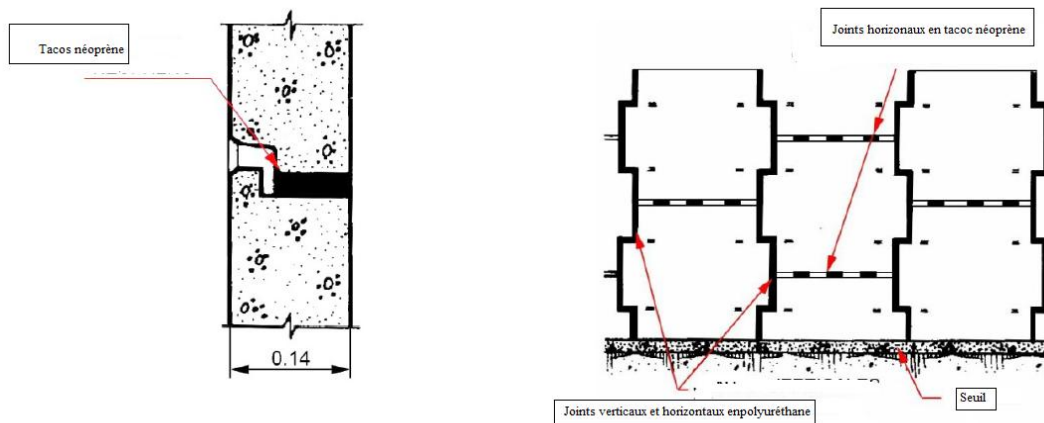 Tacos néoprène
0.14
Joints horizonaux en tacoc néoprène
Joints verticaux et horizontaux enpolyuréthane
Seuil